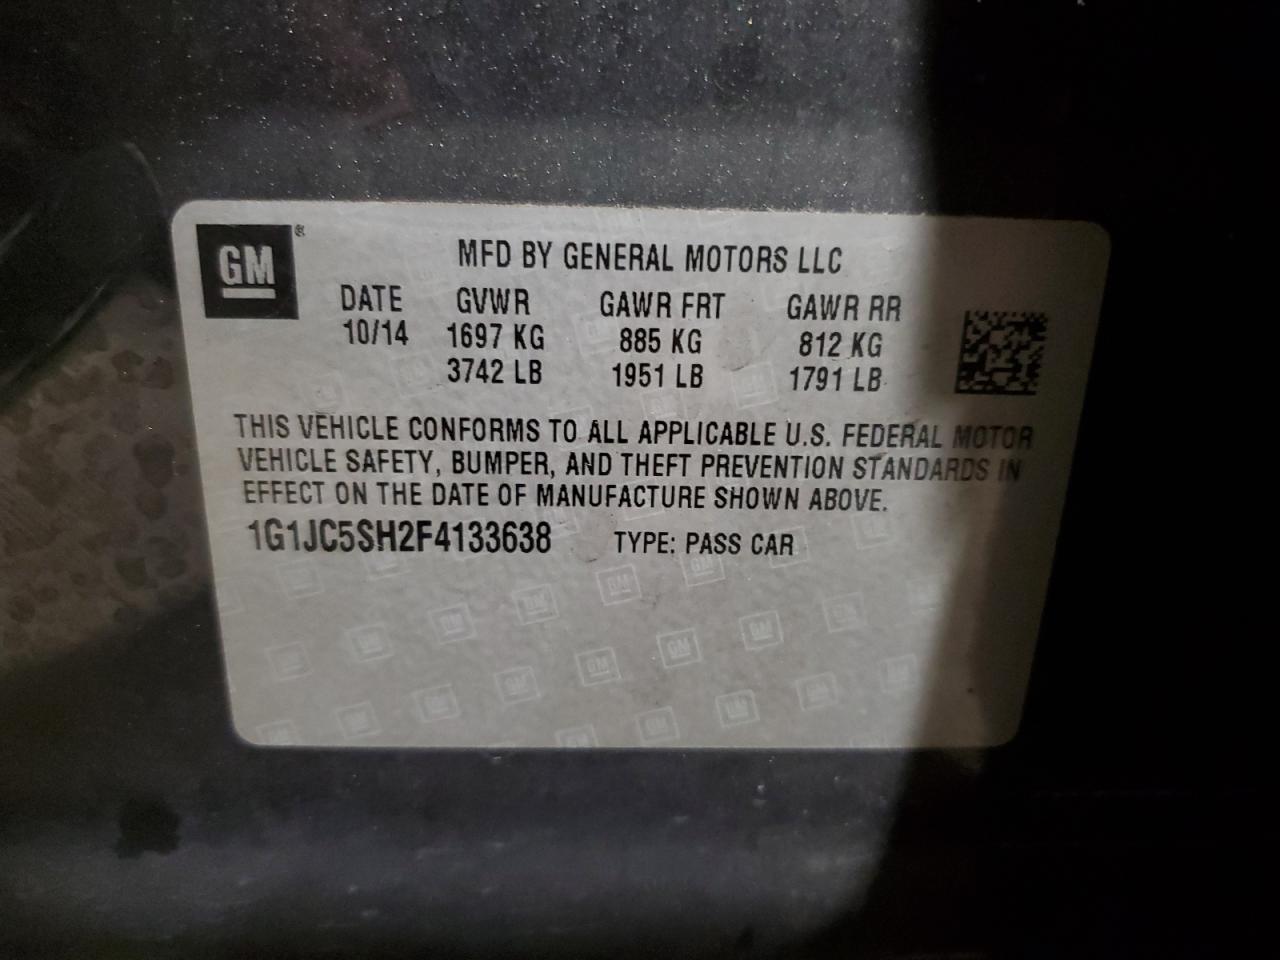 GM®
MFD BY GENERAL MOTORS LLC
DATE GVWR GAWR FRT GAWR RR
10/14 1697 KG 885 KG 812 KG
3742 LB 1951 LB 1791 LB
THIS VEHICLE CONFORMS TO ALL APPLICABLE U.S. FEDERAL MOTOR
VEHICLE SAFETY, BUMPER, AND THEFT PREVENTION STANDARDS IN
EFFECT ON THE DATE OF MANUFACTURE SHOWN ABOVE.
1G1JC5SH2F4133638 TYPE: PASS CAR